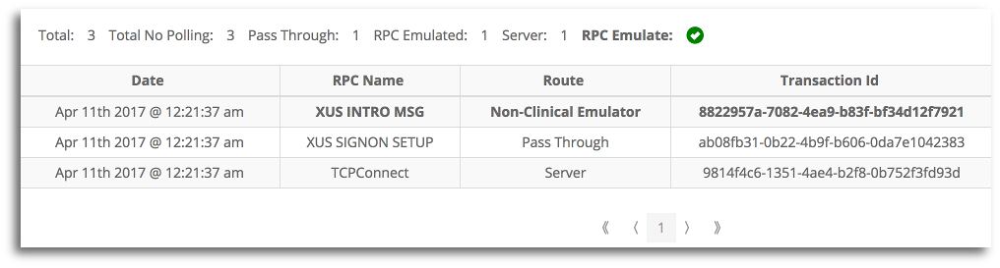 Total: 3 Total No Polling: 3 Pass Through: 1 RPC Emulated: 1 Server: 1 RPC Emulate:
Date RPC Name Route Transaction Id
Apr 11th 2017 @ 12:21:37 am XUS INTRO MSG Non-Clinical Emulator 8822957a-7082-4ea9-b83f-bf34d12f7921
Apr 11th 2017 @ 12:21:37 am XUS SIGNON SETUP Pass Through ab08fb31-0b22-4b9f-b606-0da7e1042383
Apr 11th 2017 @ 12:21:37 am TCPConnect Server 9814f4c6-1351-4ae4-b2f8-0b752f3fd93d
⟪ ⟨ 1 ⟩ ⟫